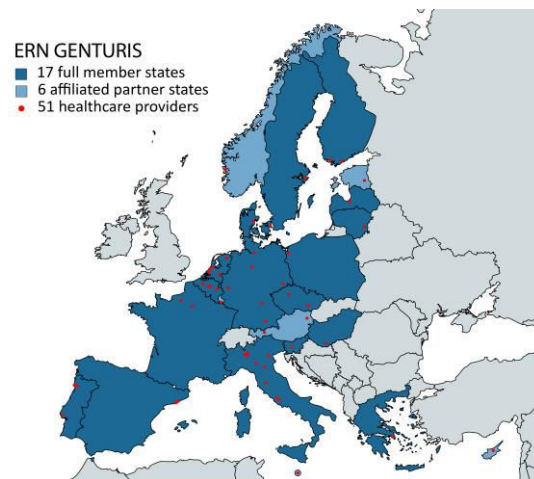 ERN GENTURIS
17 full member states
6 affiliated partner states
51 healthcare providers